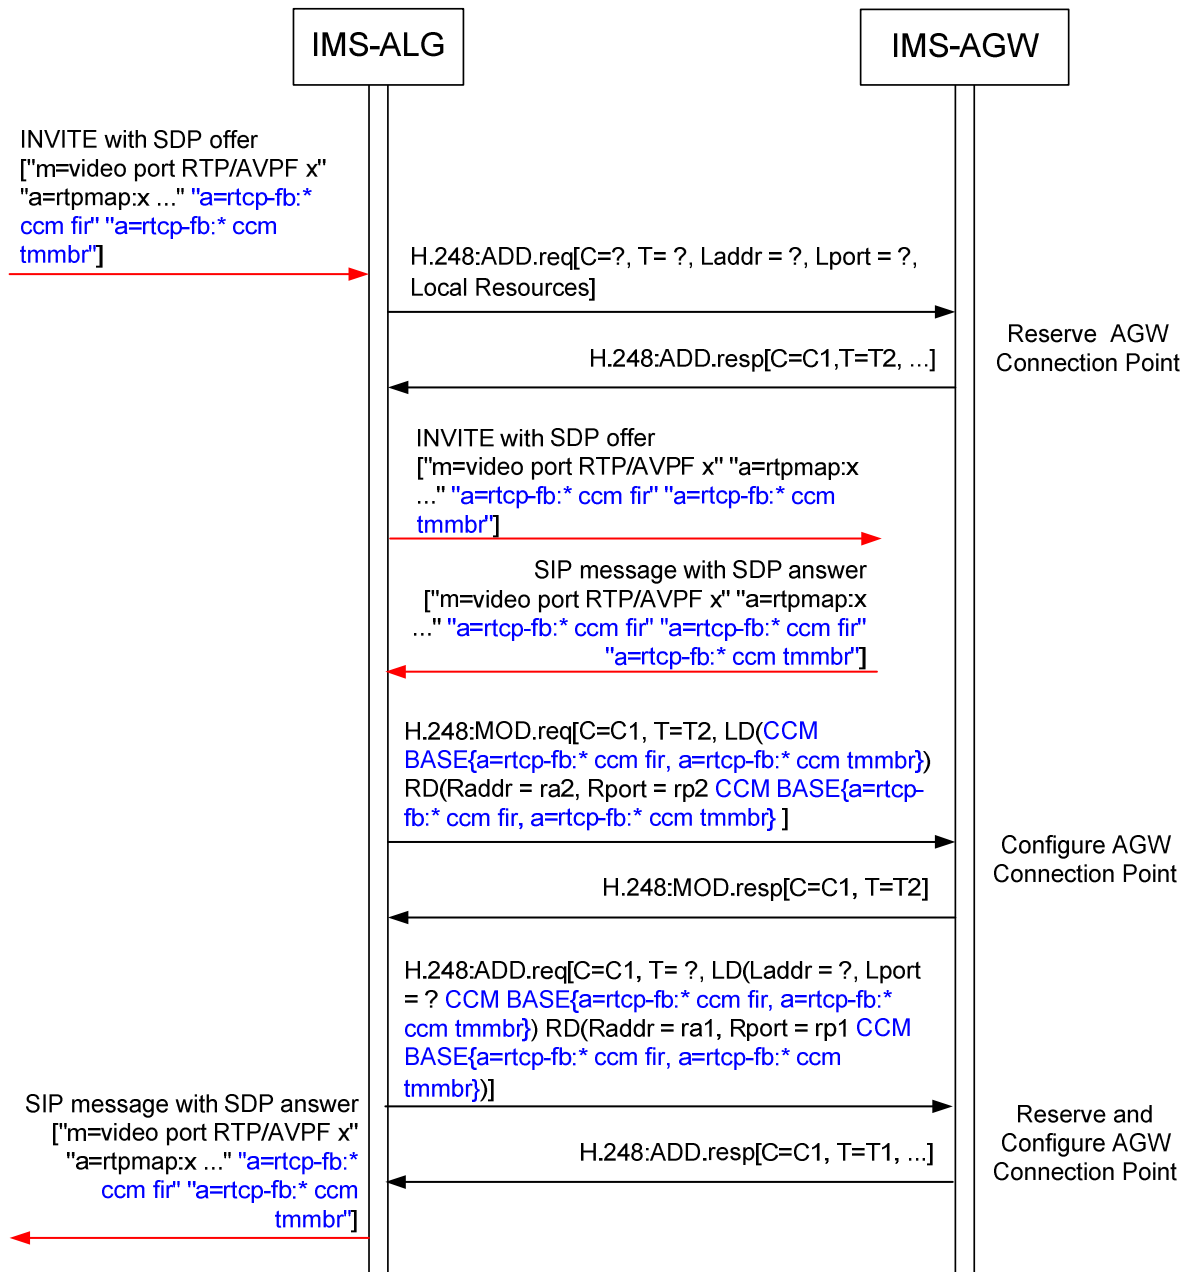 IMS-ALG
IMS-AGW
INVITE with SDP offer
["m=video port RTP/AVPF x"
"a=rtpmap:x ..." "a=rtcp-fb:*
ccm fir" "a=rtcp-fb:* ccm
tmmbr"]
H.248:ADD.req[C=?, T= ?, Laddr = ?, Lport = ?,
Local Resources]
Reserve AGW
Connection Point
H.248:ADD.resp[C=C1,T=T2, ...]
INVITE with SDP offer
["m=video port RTP/AVPF x" "a=rtpmap:x
..." "a=rtcp-fb:* ccm fir" "a=rtcp-fb:* ccm
tmmbr"]
SIP message with SDP answer
["m=video port RTP/AVPF x" "a=rtpmap:x
..." "a=rtcp-fb:* ccm fir" "a=rtcp-fb:* ccm fir"
"a=rtcp-fb:* ccm tmmbr"]
H.248:MOD.req[C=C1, T=T2, LD(CCM
BASE{a=rtcp-fb:* ccm fir, a=rtcp-fb:* ccm tmmbr})
RD(Raddr = ra2, Rport = rp2 CCM BASE{a=rtcp-
fb:* ccm fir, a=rtcp-fb:* ccm tmmbr} ]
Configure AGW
Connection Point
H.248:MOD.resp[C=C1, T=T2]
H.248:ADD.req[C=C1, T= ?, LD(Laddr = ?, Lport
= ? CCM BASE{a=rtcp-fb:* ccm fir, a=rtcp-fb:*
ccm tmmbr}) RD(Raddr = ra1, Rport = rp1 CCM
BASE{a=rtcp-fb:* ccm fir, a=rtcp-fb:* ccm
tmmbr})]
Reserve and
Configure AGW
Connection Point
H.248:ADD.resp[C=C1, T=T1, ...]
SIP message with SDP answer
["m=video port RTP/AVPF x"
"a=rtpmap:x ..." "a=rtcp-fb:*
ccm fir" "a=rtcp-fb:* ccm
tmmbr"]